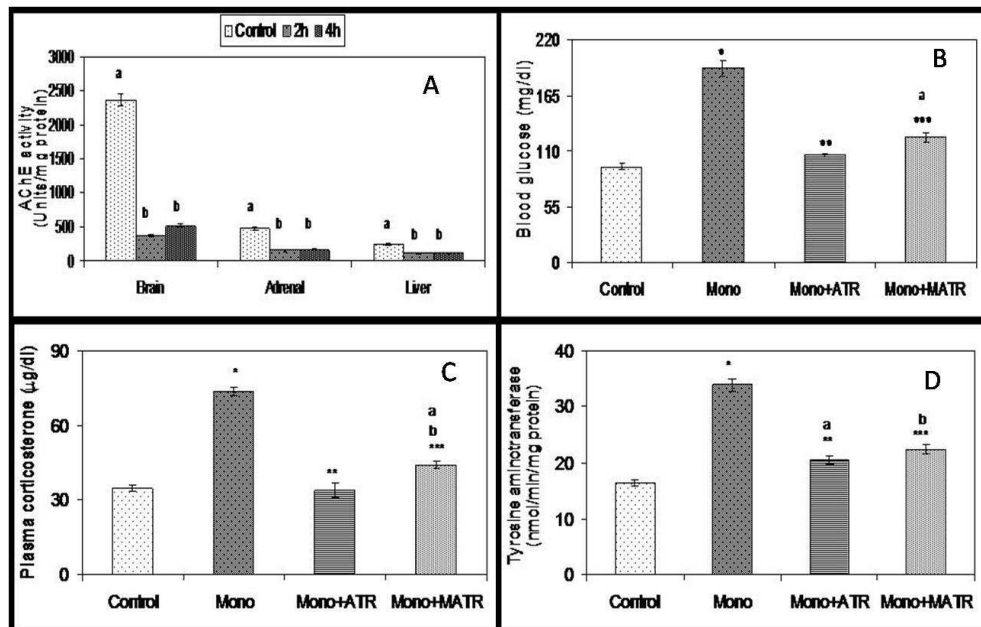 Control 2h 4h
A
AChE activity
(Units/mg protein)
3000
2500
2000
1500
1000
500
0
a
b
b
a
b
b
a
b
b
Brain
Adrenal
Liver
B
Blood glucose (mg/dl)
220
165
110
55
0
*
**
a
***
Control
Mono
Mono+ATR
Mono+MATR
C
Plasma corticosterone (µg/dl)
90
60
30
0
*
**
a
b
***
Control
Mono
Mono+ATR
Mono+MATR
D
Tyrosine aminotransferase
(nmol/min/mg protein)
40
30
20
10
0
*
a
**
b
***
Control
Mono
Mono+ATR
Mono+MATR